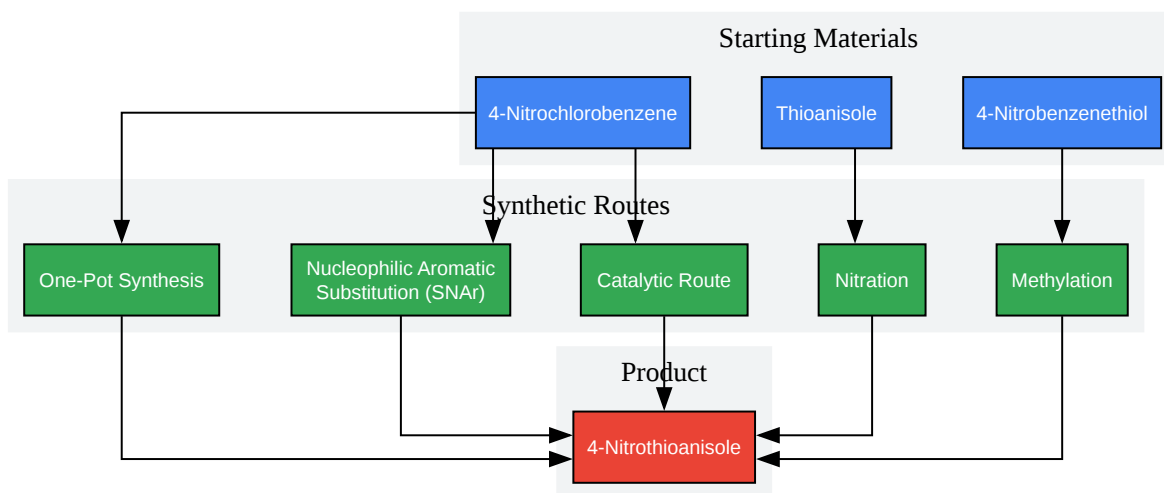 Starting Materials
4-Nitrochlorobenzene
Thioanisole
4-Nitrobenzenethiol
Synthetic Routes
One-Pot Synthesis
Nucleophilic Aromatic
Substitution (SNAr)
Catalytic Route
Nitration
Methylation
Product
4-Nitrothioanisole